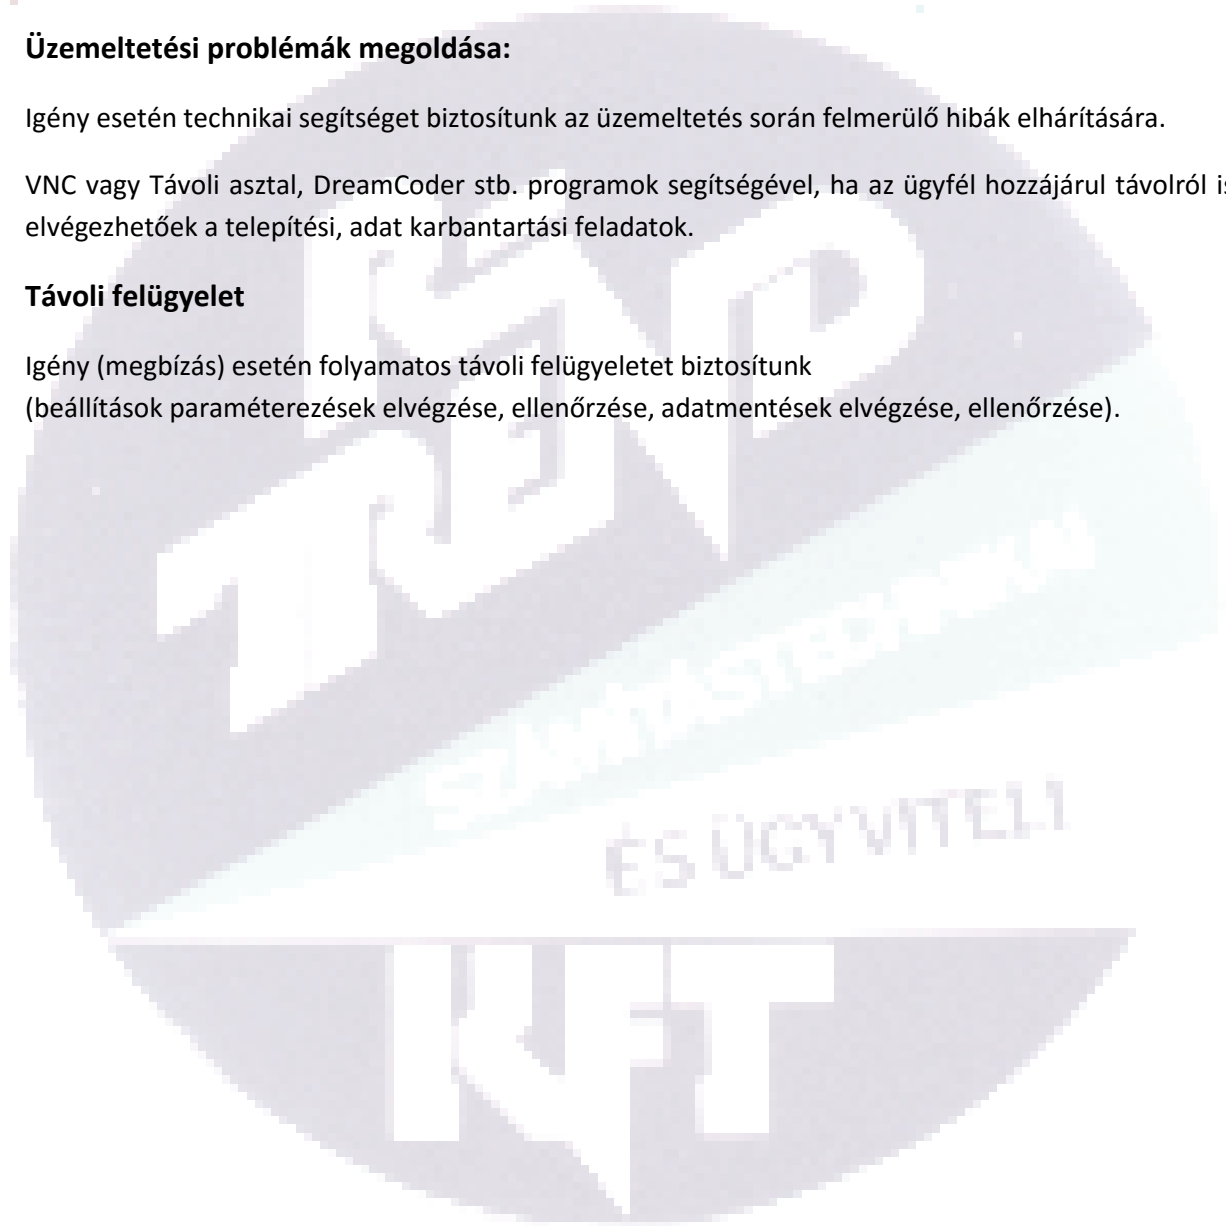 Üzemeltetési problémák megoldása:
Igény esetén technikai segítséget biztosítunk az üzemeltetés során felmerülő hibák elhárítására.
VNC vagy Távoli asztal, DreamCoder stb. programok segítségével, ha az ügyfél hozzájárul távolról is
elvégezhetőek a telepítési, adat karbantartási feladatok.
Távoli felügyelet
Igény (megbízás) esetén folyamatos távoli felügyeletet biztosítunk
(beállítások paraméterezések elvégzése, ellenőrzése, adatmentések elvégzése, ellenőrzése).
SZÁMÍTÁSTECHNIKAI
ÉS ÜGYVITELI
KFT